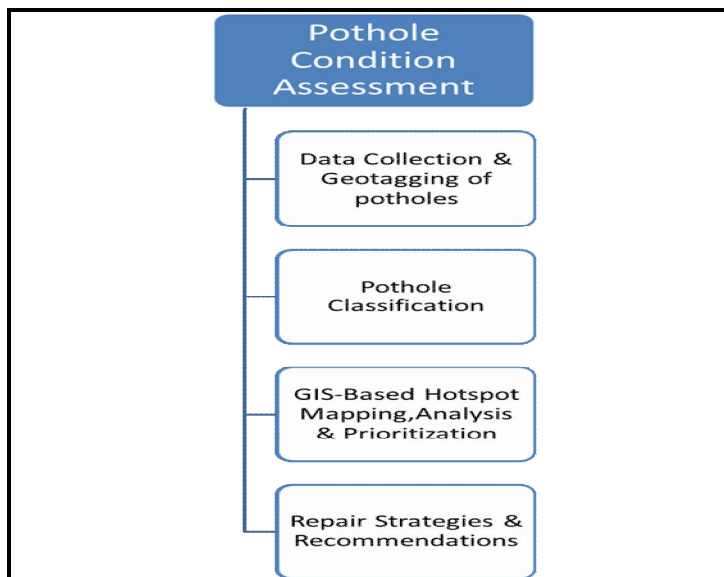 Pothole
Condition
Assessment
Data Collection &
Geotagging of
potholes
Pothole
Classification
GIS-Based Hotspot
Mapping,Analysis
& Prioritization
Repair Strategies &
Recommendations